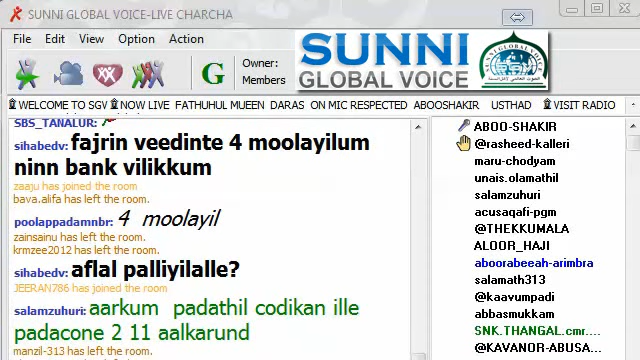 SUNNI GLOBAL VOICE-LIVE CHARCHA
File Edit View Option Action
SUNNI
GLOBAL VOICE
G
Owner:
Members
WELCOME TO SGV NOW LIVE FATHUHUL MUEEN DARAS ON MIC RESPECTED ABOOSHAKIR USTHAD VISIT RADIO
SBS_TANALUR:
sihabedv: fajrin veedinte 4 moolayilum
ninn bank vilikkum
zaaju has joined the room
bava.alifa has left the room.
poolappadamnbr: 4 moolayil
zainsainu has left the room.
krmzee2012 has left the room.
sihabedv: aflal palliyilalle?
JEERAN786 has joined the room
salamzuhuri: aarkum padathil codikan ille
padacone 2 11 aalkarund
manzil-313 has left the room.
ABOO-SHAKIR
@rasheed-kalleri
maru-chodyam
unais.olamathil
salamzuhuri
acusaqafi-pgm
@THEKKUMALA
ALOOR_HAJI
aboorabeeah-arimbra
salamath313
@kaavumpadi
abbasmukkam
SNK.THANGAL.cmr....
@KAVANOR-ABUSA...